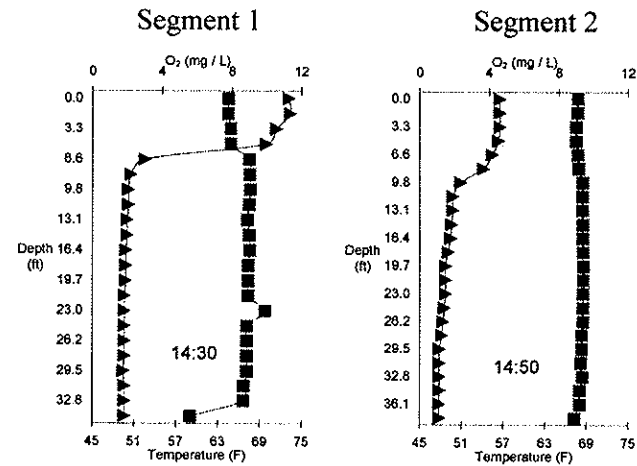 Segment 1
O₂ (mg / L)
0 4 8 12
0.0
3.3
6.6
9.8
13.1
16.4
19.7
23.0
26.2
29.5
32.8
Depth
(ft)
14:30
45 51 57 63 69 75
Temperature (F)
Segment 2
O₂ (mg / L)
0 4 8 12
0.0
3.3
6.6
9.8
13.1
16.4
19.7
23.0
26.2
29.5
32.8
36.1
Depth
(ft)
14:50
45 51 57 63 69 75
Temperature (F)